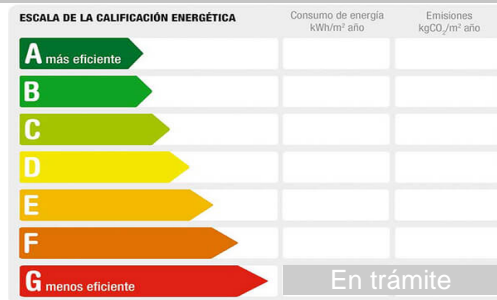 ESCALA DE LA CALIFICACIÓN ENERGÉTICA
Consumo de energía
kWh/m² año
Emisiones
kgCO₂/m² año
A más eficiente
B
C
D
E
F
G menos eficiente
En trámite